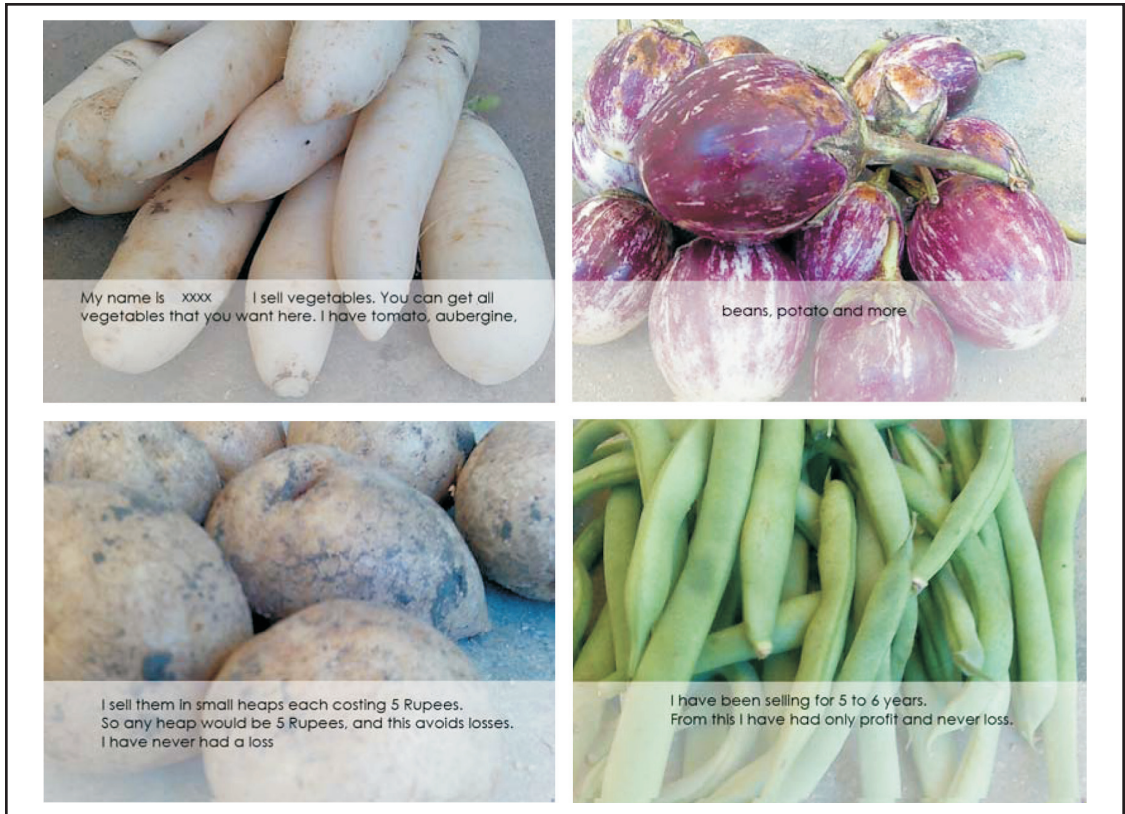 My name is xxxx I sell vegetables. You can get all
vegetables that you want here. I have tomato, aubergine,
beans, potato and more
I sell them in small heaps each costing 5 Rupees.
So any heap would be 5 Rupees, and this avoids losses.
I have never had a loss
I have been selling for 5 to 6 years.
From this I have had only profit and never loss.